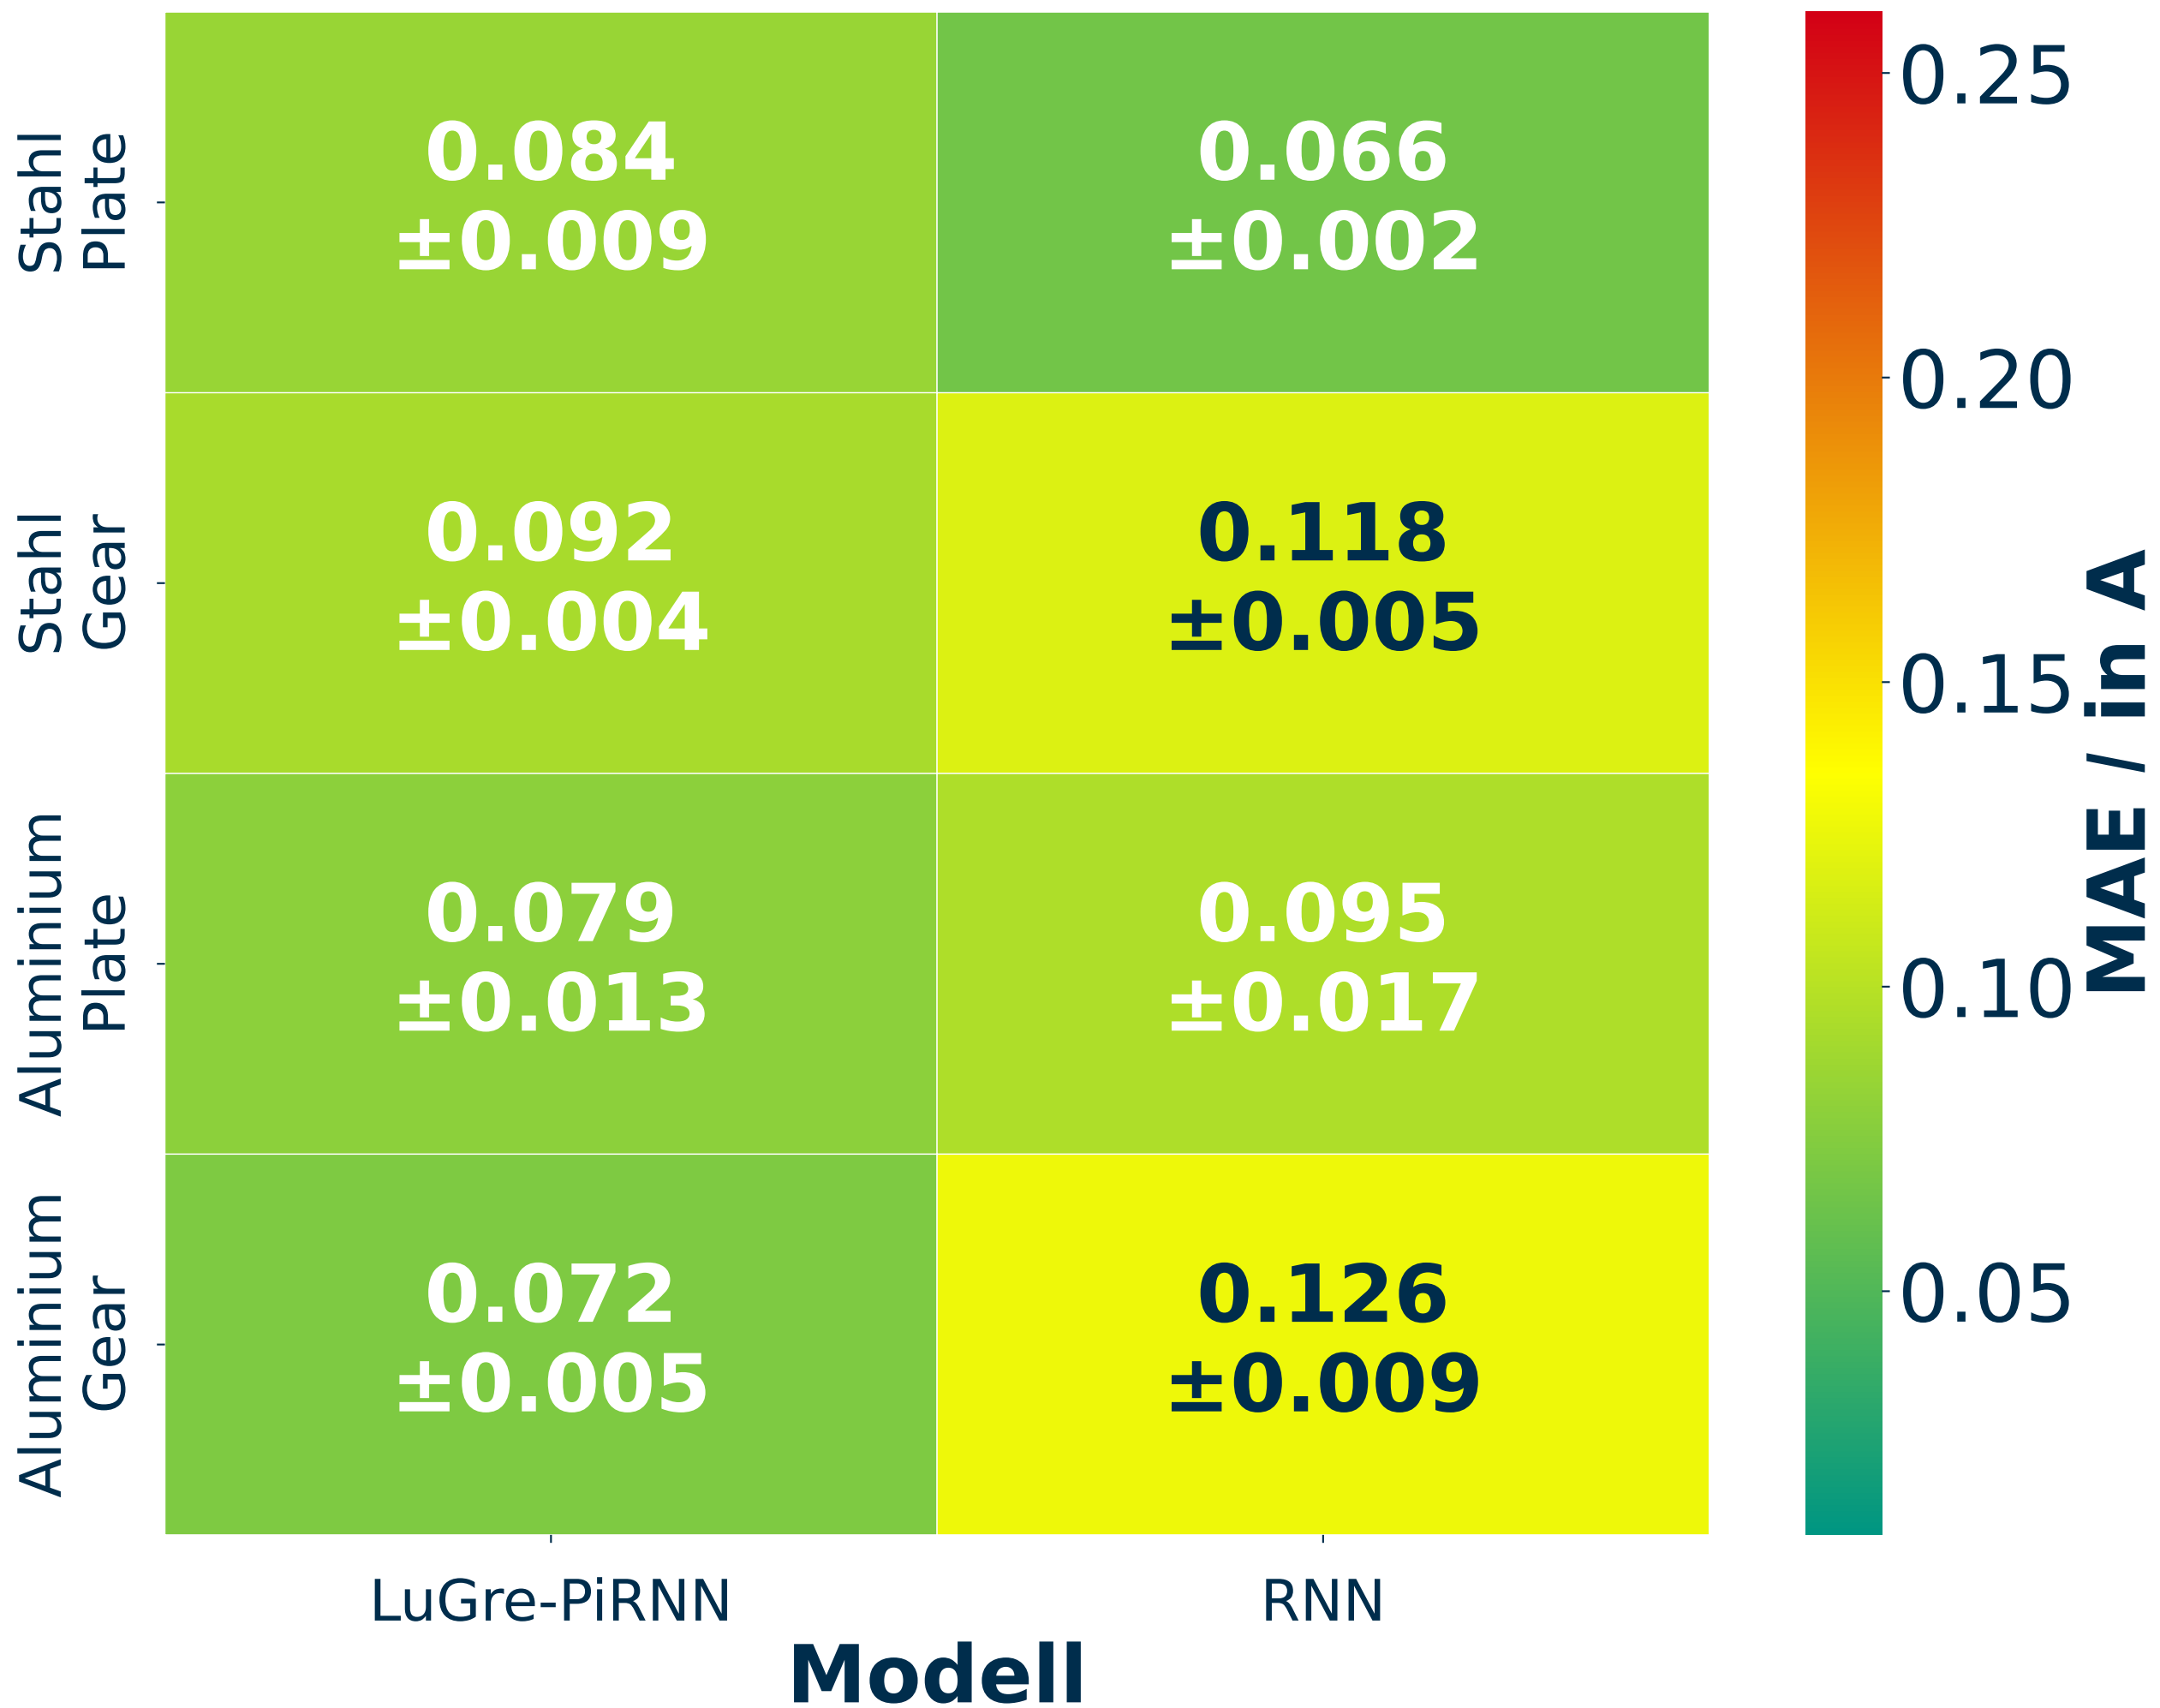 Stahl
Plate
0.084
±0.009
0.066
±0.002
Stahl
Gear
0.092
±0.004
0.118
±0.005
Aluminium
Plate
0.079
±0.013
0.095
±0.017
Aluminium
Gear
0.072
±0.005
0.126
±0.009
LuGre-PiRNN
RNN
Modell
0.25
0.20
0.15
0.10
0.05
MAE / in A